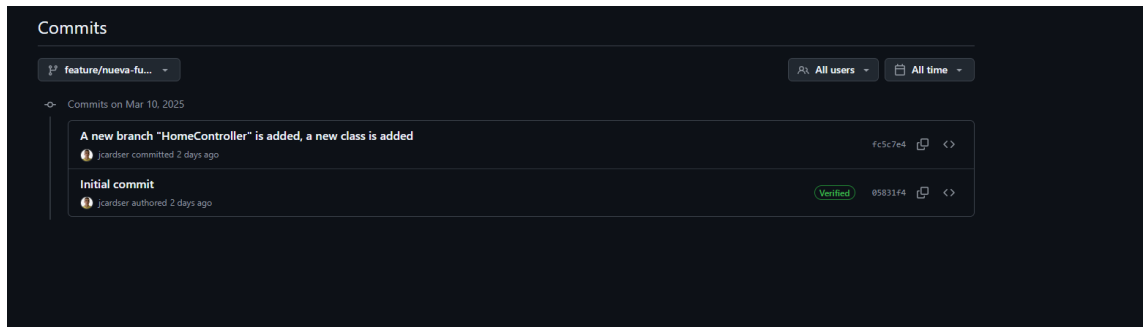 Commits
feature/nueva-fu...
All users
All time
Commits on Mar 10, 2025
A new branch "HomeController" is added, a new class is added
jcardser committed 2 days ago
fc5c7e4
Initial commit
jcardser authored 2 days ago
Verified
05831f4